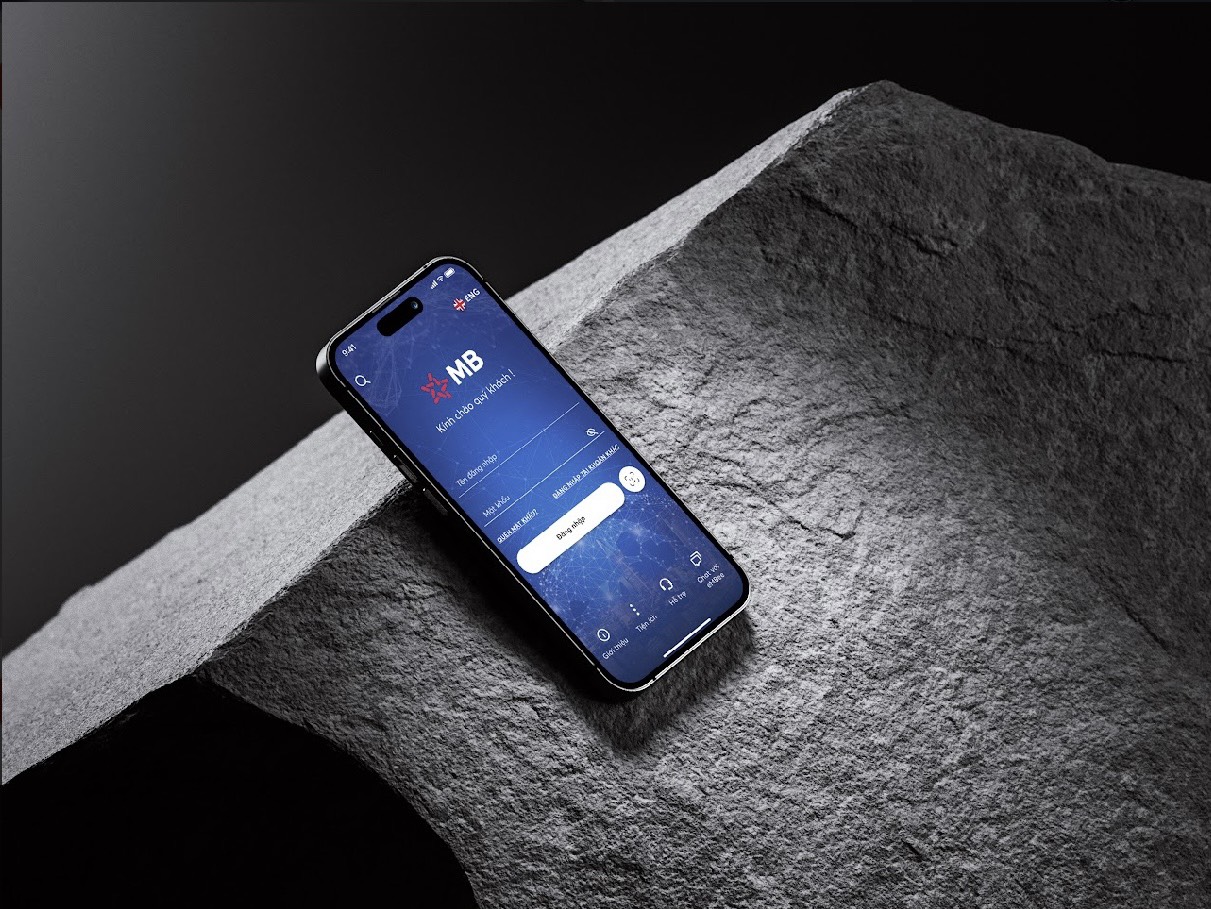 9:41
ENG
MB
Kính chào quý khách !
Tên đăng nhập
Mật khẩu
QUÊN MẬT KHẨU?
ĐĂNG NHẬP TÀI KHOẢN KHÁC
Đăng nhập
Giới thiệu
Tiện ích
Hỗ trợ
Chat với